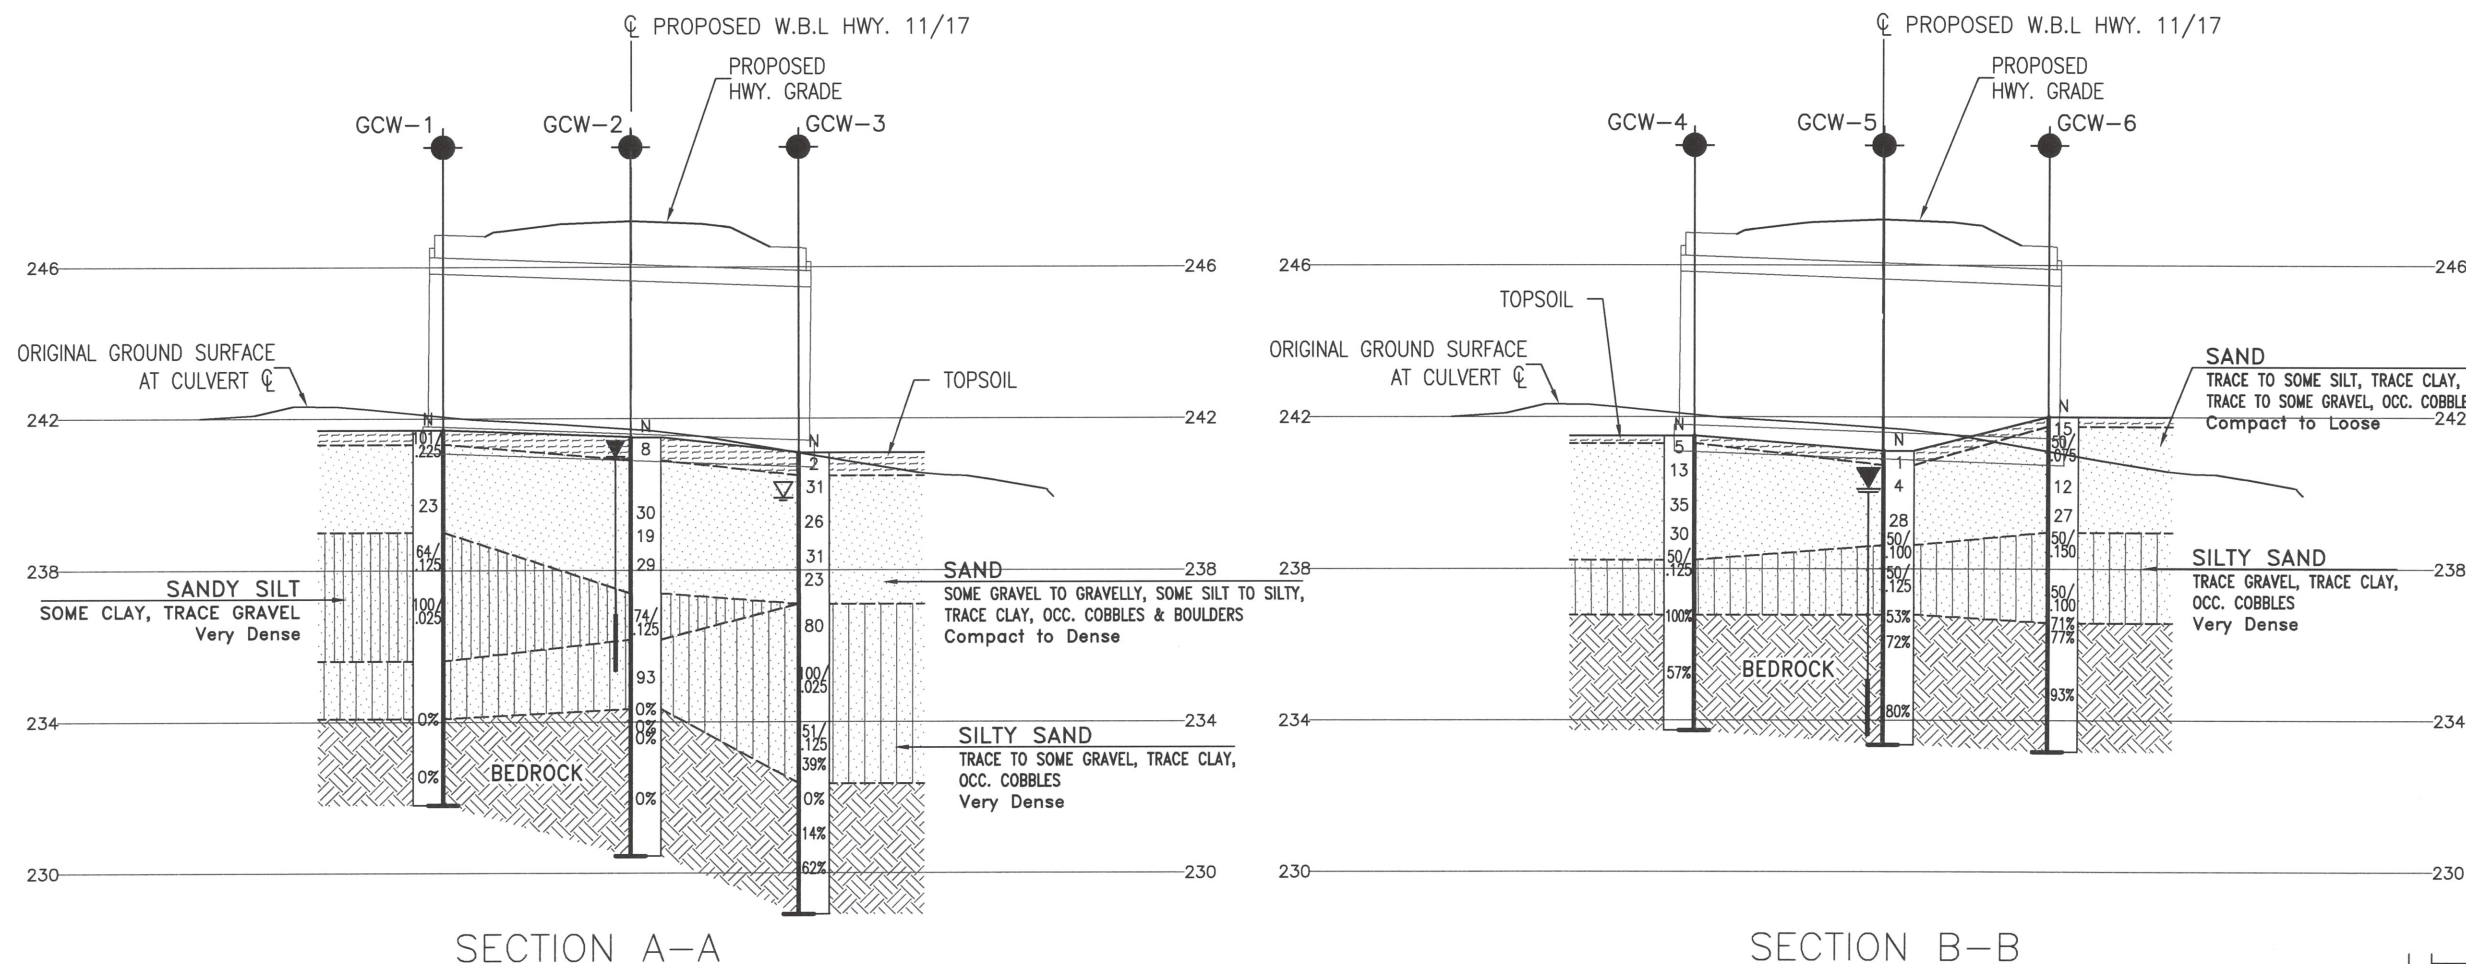 ℄ PROPOSED W.B.L HWY. 11/17
PROPOSED
HWY. GRADE
GCW-1
GCW-2
GCW-3
246
246
ORIGINAL GROUND SURFACE
AT CULVERT ℄
TOPSOIL
242
242
N
101/
.225
23
64/
.125
100/
.025
0%
0%
N
8
30
19
29
74/
.125
93
0%
0%
0%
0%
N
2
31
26
31
23
80
100/
.025
51/
.125
39%
0%
14%
62%
238
238
SANDY SILT
SOME CLAY, TRACE GRAVEL
Very Dense
SAND
SOME GRAVEL TO GRAVELLY, SOME SILT TO SILTY,
TRACE CLAY, OCC. COBBLES & BOULDERS
Compact to Dense
234
234
SILTY SAND
TRACE TO SOME GRAVEL, TRACE CLAY,
OCC. COBBLES
Very Dense
BEDROCK
230
230
SECTION A-A
℄ PROPOSED W.B.L HWY. 11/17
PROPOSED
HWY. GRADE
GCW-4
GCW-5
GCW-6
246
246
TOPSOIL
ORIGINAL GROUND SURFACE
AT CULVERT ℄
SAND
TRACE TO SOME SILT, TRACE CLAY,
TRACE TO SOME GRAVEL, OCC. COBBLE
Compact to Loose
242
242
N
5
13
35
30
50/
.125
100%
57%
N
1
4
28
50/
.100
50/
.125
53%
72%
80%
N
15
50/
.075
12
27
50/
.150
50/
.100
71%
77%
93%
238
238
SILTY SAND
TRACE GRAVEL, TRACE CLAY,
OCC. COBBLES
Very Dense
BEDROCK
234
234
230
230
SECTION B-B